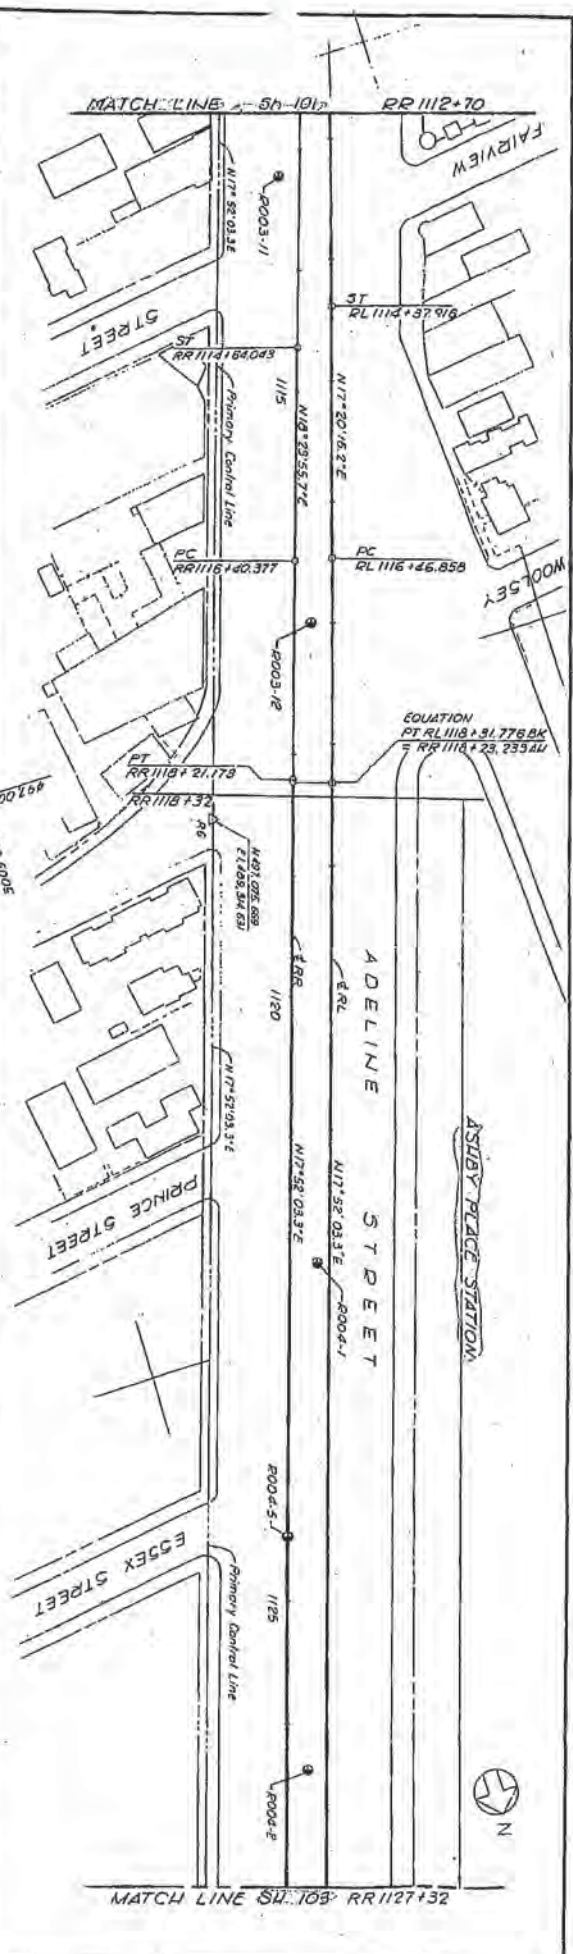 MATCH LINE Sh 101 RR 1112+70
FAIRVIEW
N17°52'03.3"E
R003-11
STREET
ST
RL 1114+37.916
ST
RR 1114+64.043
1115
N18°25'55.7"E
N17°20'16.2"E
Primary Control Line
PC
RR 1116+40.377
PC
RL 1116+46.858
WOOLSEY
R003-12
EQUATION
PT RL 1118+31.776 BK
= RR 1118+23.233 AH
PT
RR 1118+21.173
RR 1118+32
R6
℄ RR
℄ RL
1120
ADELINE STREET
N17°52'03.3"E
N17°52'03.3"E
N17°52'03.3"E
ASHBY PLACE STATION
PRINCE STREET
R004-1
R004-5
ESSEX STREET
1125
Primary Control Line
R004-2
N
MATCH LINE SH. 103 RR 1127+32